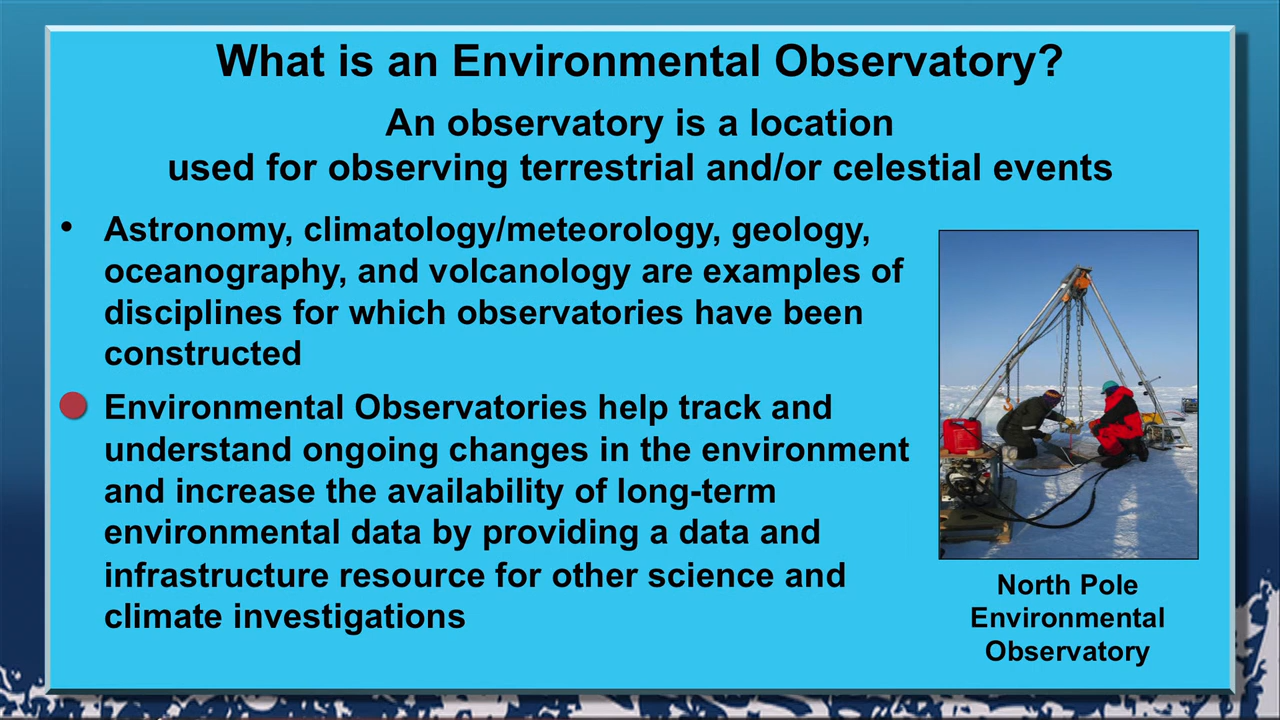 What is an Environmental Observatory?
An observatory is a location
used for observing terrestrial and/or celestial events
• Astronomy, climatology/meteorology, geology,
oceanography, and volcanology are examples of
disciplines for which observatories have been
constructed
Environmental Observatories help track and
understand ongoing changes in the environment
and increase the availability of long-term
environmental data by providing a data and
infrastructure resource for other science and
climate investigations
North Pole
Environmental
Observatory